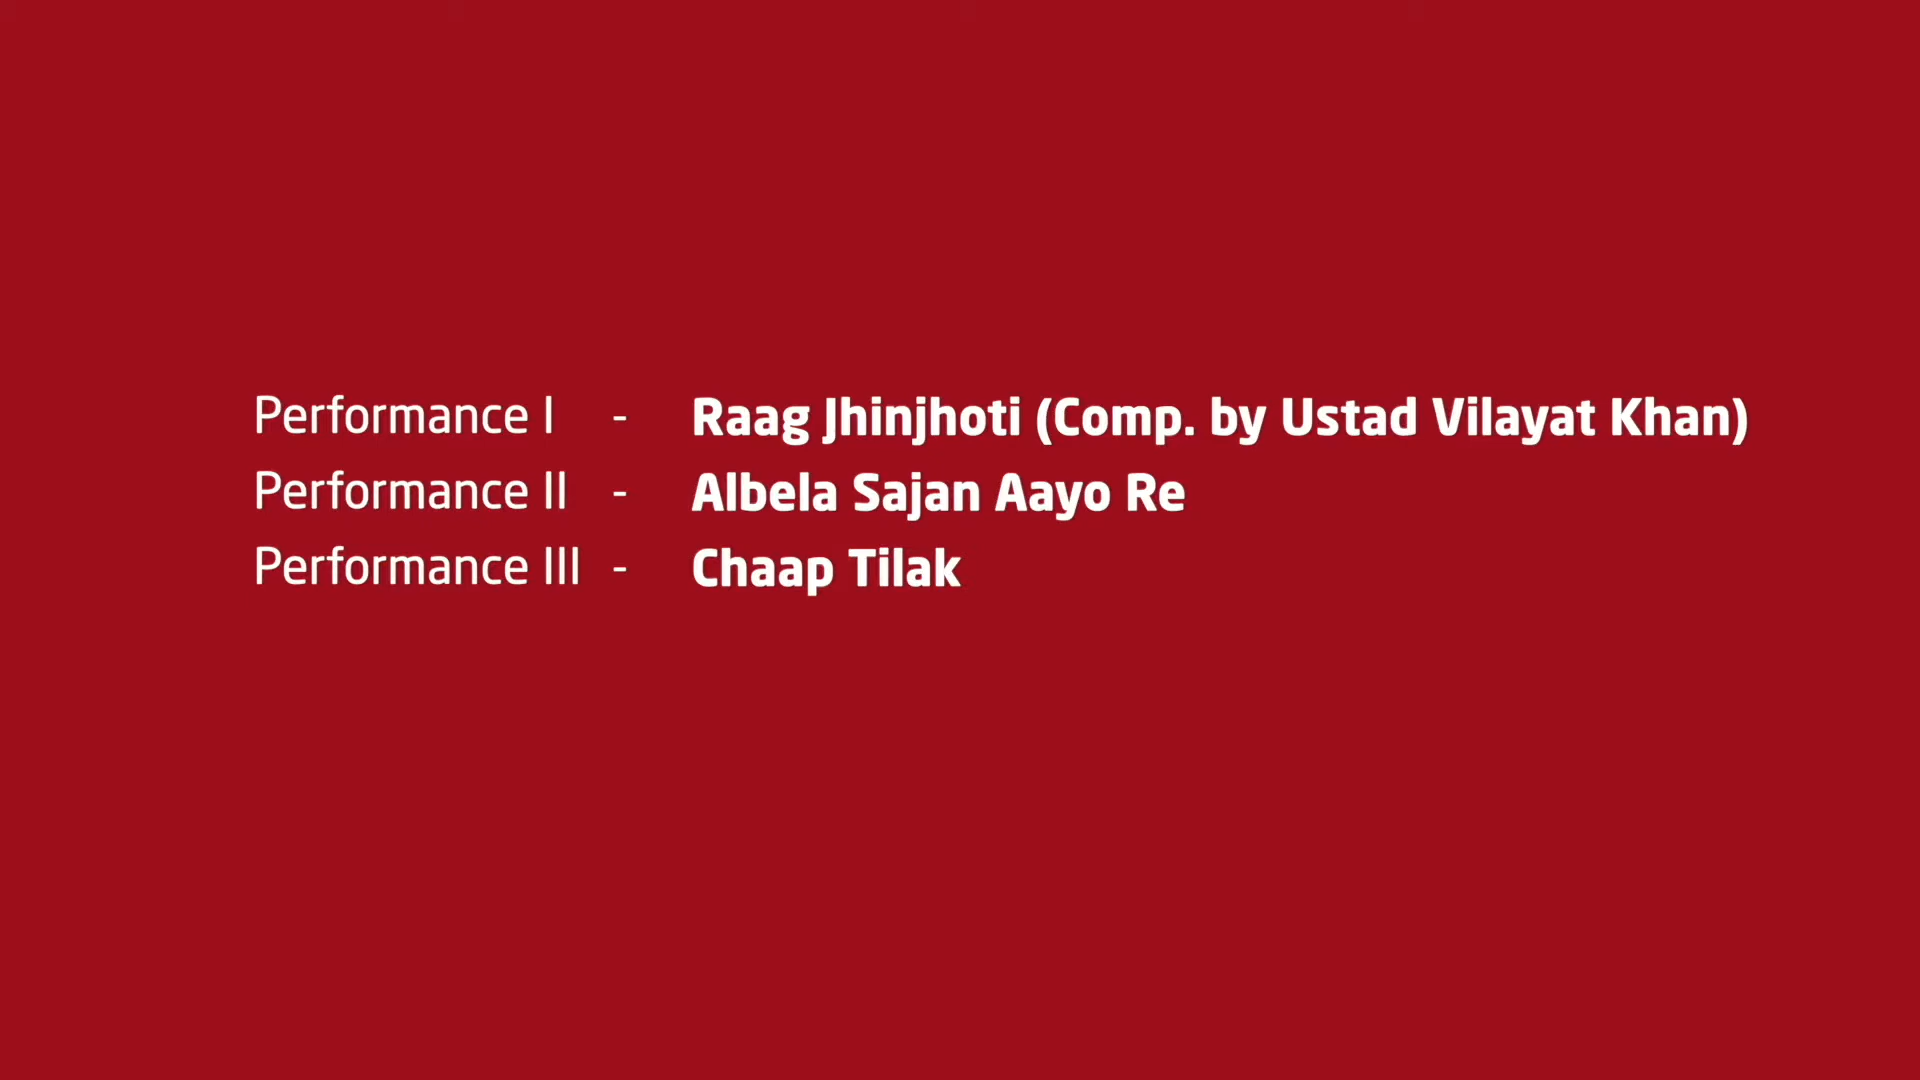 Performance I - Raag Jhinjhoti (Comp. by Ustad Vilayat Khan)
Performance II - Albela Sajan Aayo Re
Performance III - Chaap Tilak